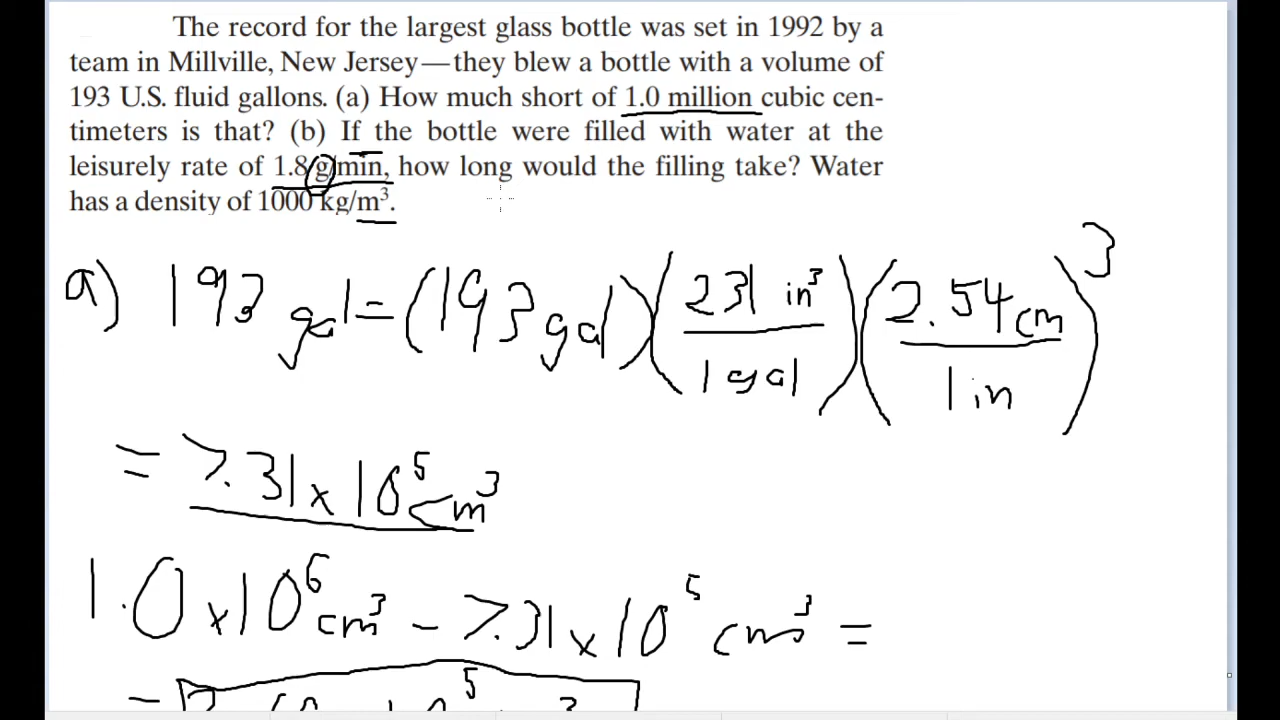 The record for the largest glass bottle was set in 1992 by a
team in Millville, New Jersey—they blew a bottle with a volume of
193 U.S. fluid gallons. (a) How much short of 1.0 million cubic cen-
timeters is that? (b) If the bottle were filled with water at the
leisurely rate of 1.8 g/min, how long would the filling take? Water
has a density of 1000 kg/m³.
a) 193 gal = (193 gal) (231 in³ / 1 gal) (2.54 cm / 1 in)³
= 7.31 x 10⁵ cm³
1.0 x 10⁶ cm³ - 7.31 x 10⁵ cm³ =
=